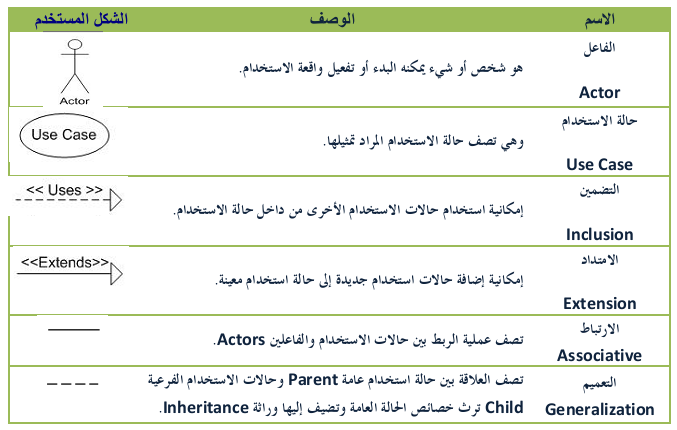 الاسم الوصف الشكل المستخدم
الفاعل
Actor
هو شخص أو شيء يمكنه البدء أو تفعيل واقعة الاستخدام.
Actor
حالة الاستخدام
Use Case
وهي تصف حالة الاستخدام المراد تمثيلها.
Use Case
التضمين
Inclusion
إمكانية استخدام حالات الاستخدام الأخرى من داخل حالة الاستخدام.
<< Uses >>
الامتداد
Extension
إمكانية إضافة حالات استخدام جديدة إلى حالة استخدام معينة.
<<Extends>>
الارتباط
Associative
تصف عملية الربط بين حالات الاستخدام والفاعلين Actors.
التعميم
Generalization
تصف العلاقة بين حالة استخدام عامة Parent وحالات الاستخدام الفرعية
Child ترث خصائص الحالة العامة وتضيف إليها وراثة Inheritance.